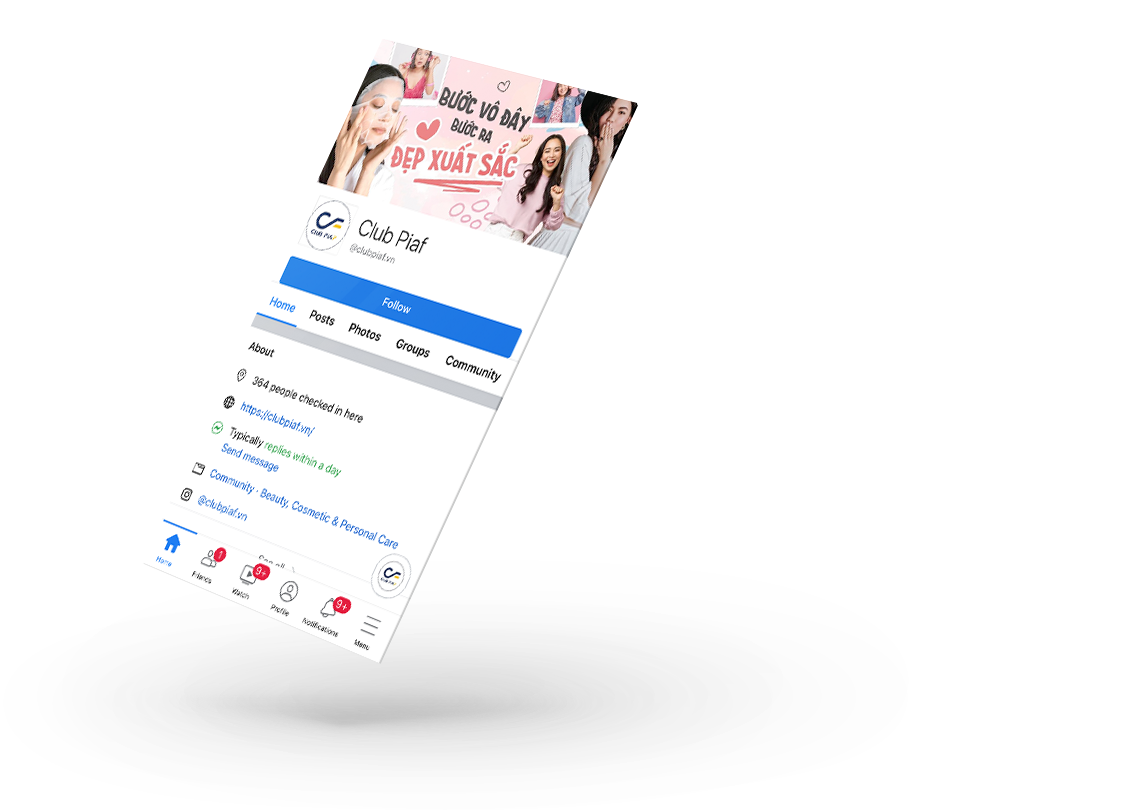 BƯỚC VÔ ĐÂY
BƯỚC RA
ĐẸP XUẤT SẮC
CLUB PIAF
Club Piaf
@clubpiaf.vn
Follow
Home Posts Photos Groups Community
About
364 people checked in here
https://clubpiaf.vn/
Typically replies within a day
Send message
Community · Beauty, Cosmetic & Personal Care
@clubpiaf.vn
CLUB PIAF
1 9+ 9+
Home Friends Watch Profile Notifications Menu